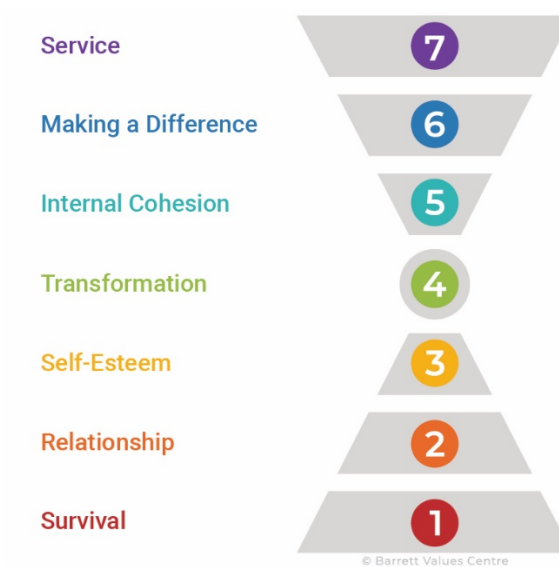 Service 7
Making a Difference 6
Internal Cohesion 5
Transformation 4
Self-Esteem 3
Relationship 2
Survival 1
© Barrett Values Centre